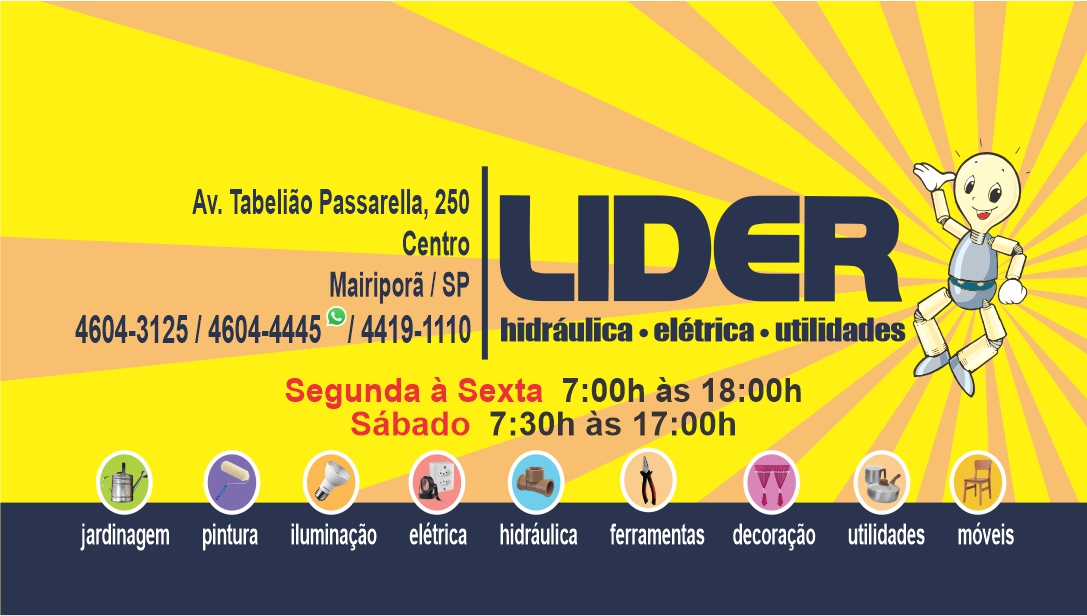 Av. Tabelião Passarella, 250
Centro
Mairiporã / SP
4604-3125 / 4604-4445 / 4419-1110
LIDER
hidráulica • elétrica • utilidades
Segunda à Sexta 7:00h às 18:00h
Sábado 7:30h às 17:00h
jardinagem pintura iluminação elétrica hidráulica ferramentas decoração utilidades móveis